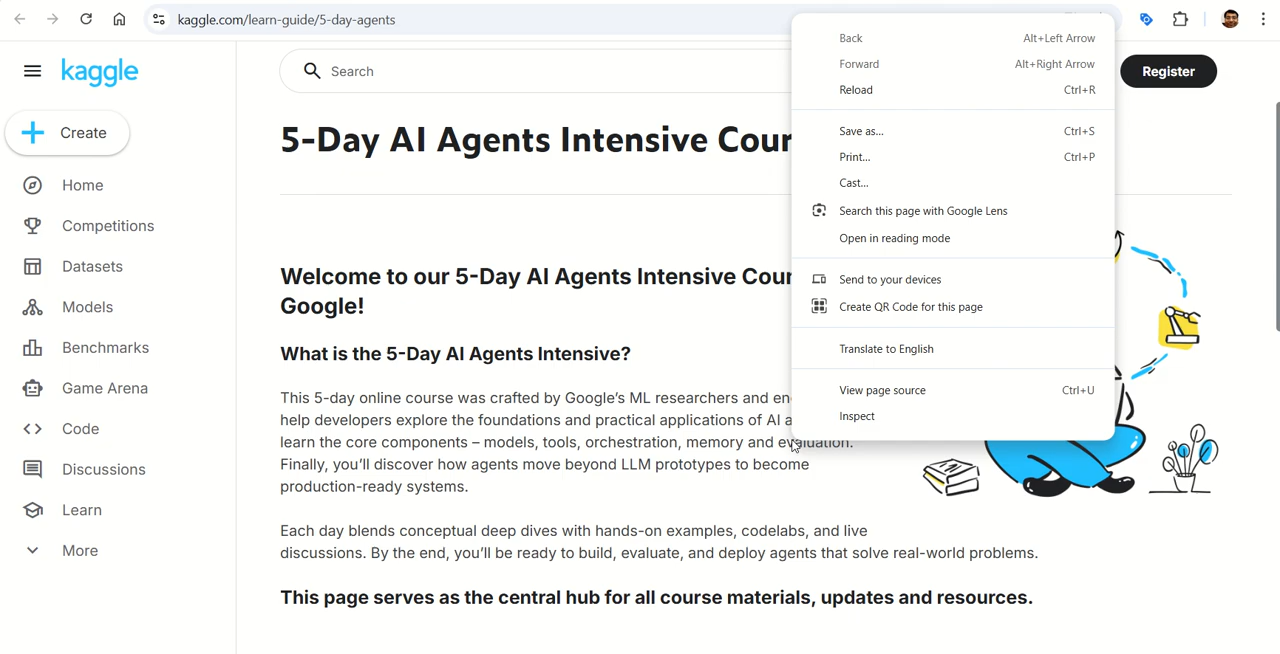 kaggle.com/learn-guide/5-day-agents
kaggle
Search
Register
Create
Home
Competitions
Datasets
Models
Benchmarks
Game Arena
Code
Discussions
Learn
More
5-Day AI Agents Intensive Cour
Welcome to our 5-Day AI Agents Intensive Cour
Google!
What is the 5-Day AI Agents Intensive?
This 5-day online course was crafted by Google’s ML researchers and en
help developers explore the foundations and practical applications of AI a
learn the core components – models, tools, orchestration, memory and evaluation.
Finally, you’ll discover how agents move beyond LLM prototypes to become
production-ready systems.
Each day blends conceptual deep dives with hands-on examples, codelabs, and live
discussions. By the end, you’ll be ready to build, evaluate, and deploy agents that solve real-world problems.
This page serves as the central hub for all course materials, updates and resources.
Back Alt+Left Arrow
Forward Alt+Right Arrow
Reload Ctrl+R
Save as... Ctrl+S
Print... Ctrl+P
Cast...
Search this page with Google Lens
Open in reading mode
Send to your devices
Create QR Code for this page
Translate to English
View page source Ctrl+U
Inspect